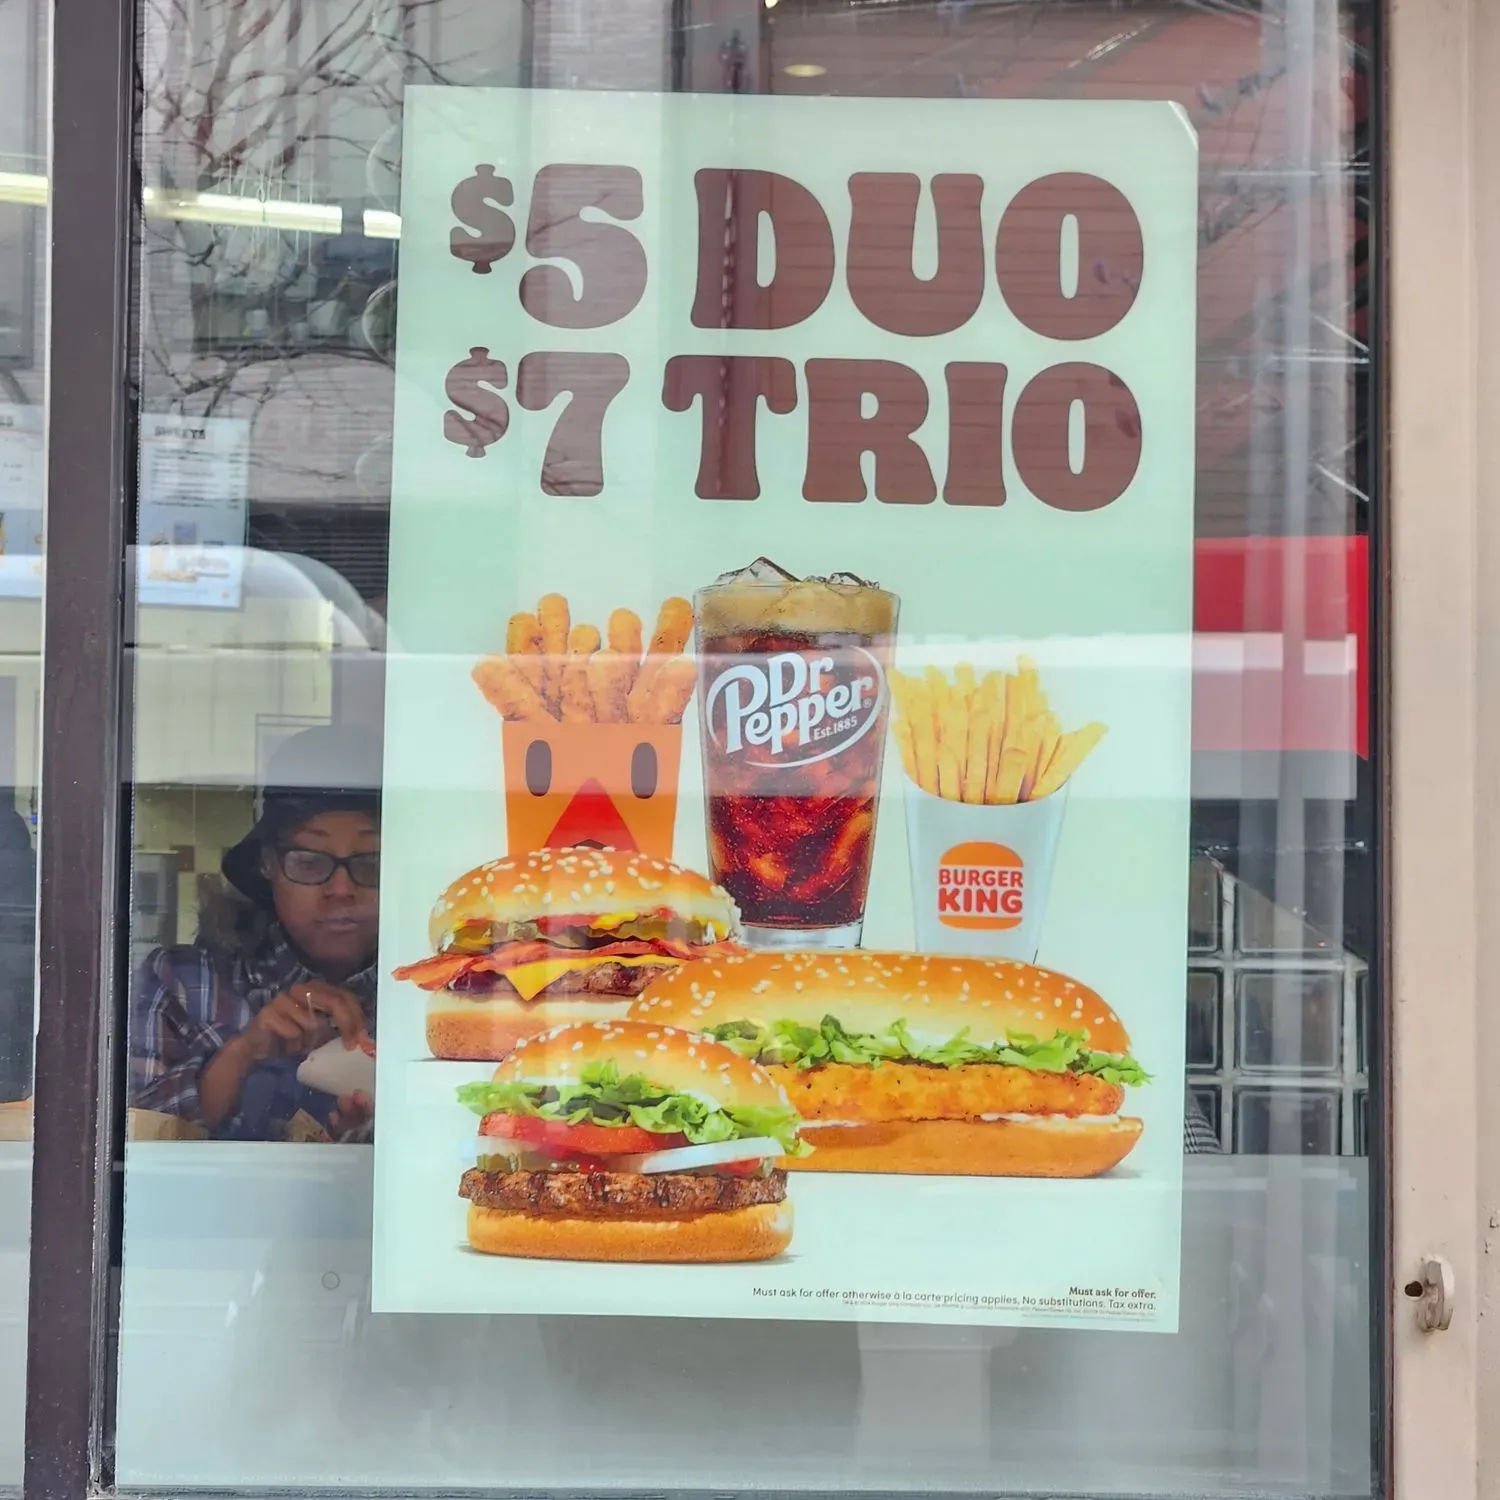 $5 DUO
$7 TRIO
Dr
Pepper®
Est.1885
BURGER
KING
Must ask for offer.
Must ask for offer otherwise à la carte pricing applies. No substitutions. Tax extra.